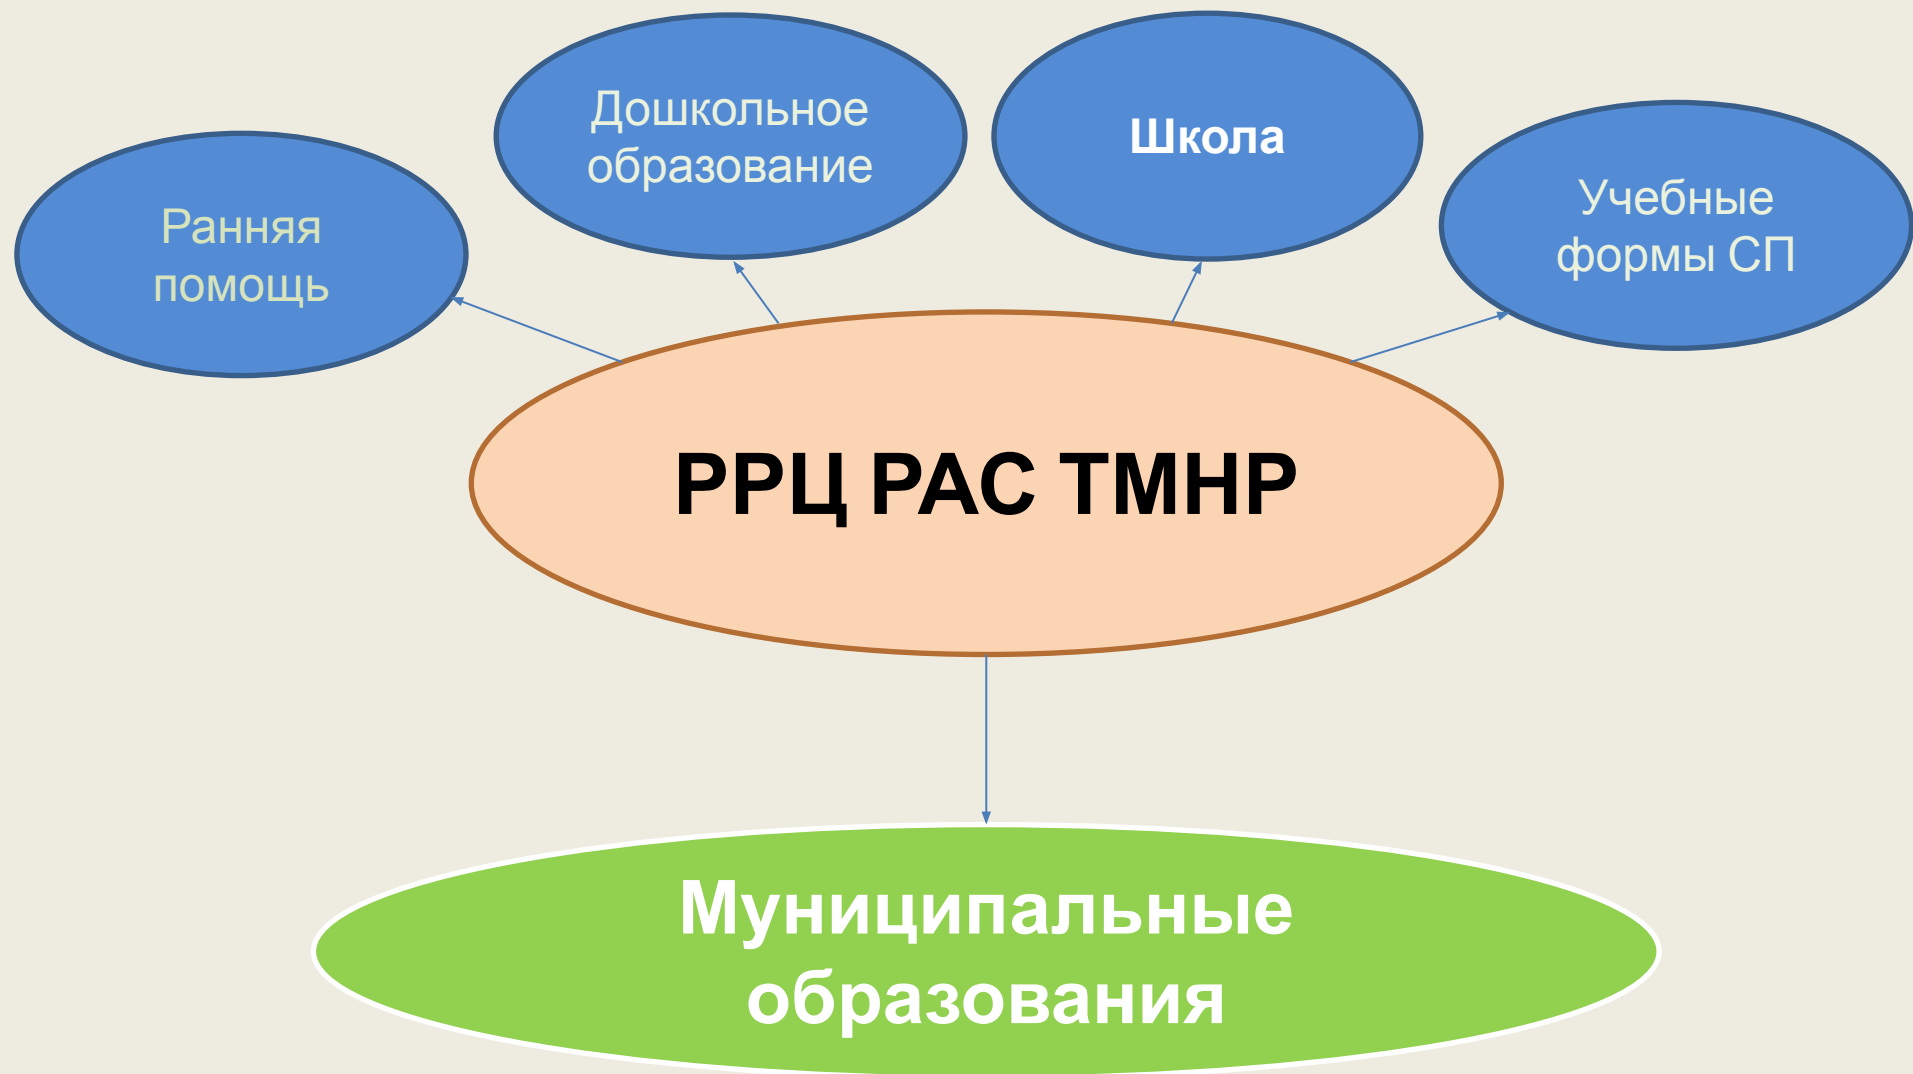 Дошкольное
образование
Школа
Ранняя
помощь
Учебные
формы СП
РРЦ РАС ТМНР
Муниципальные
образования